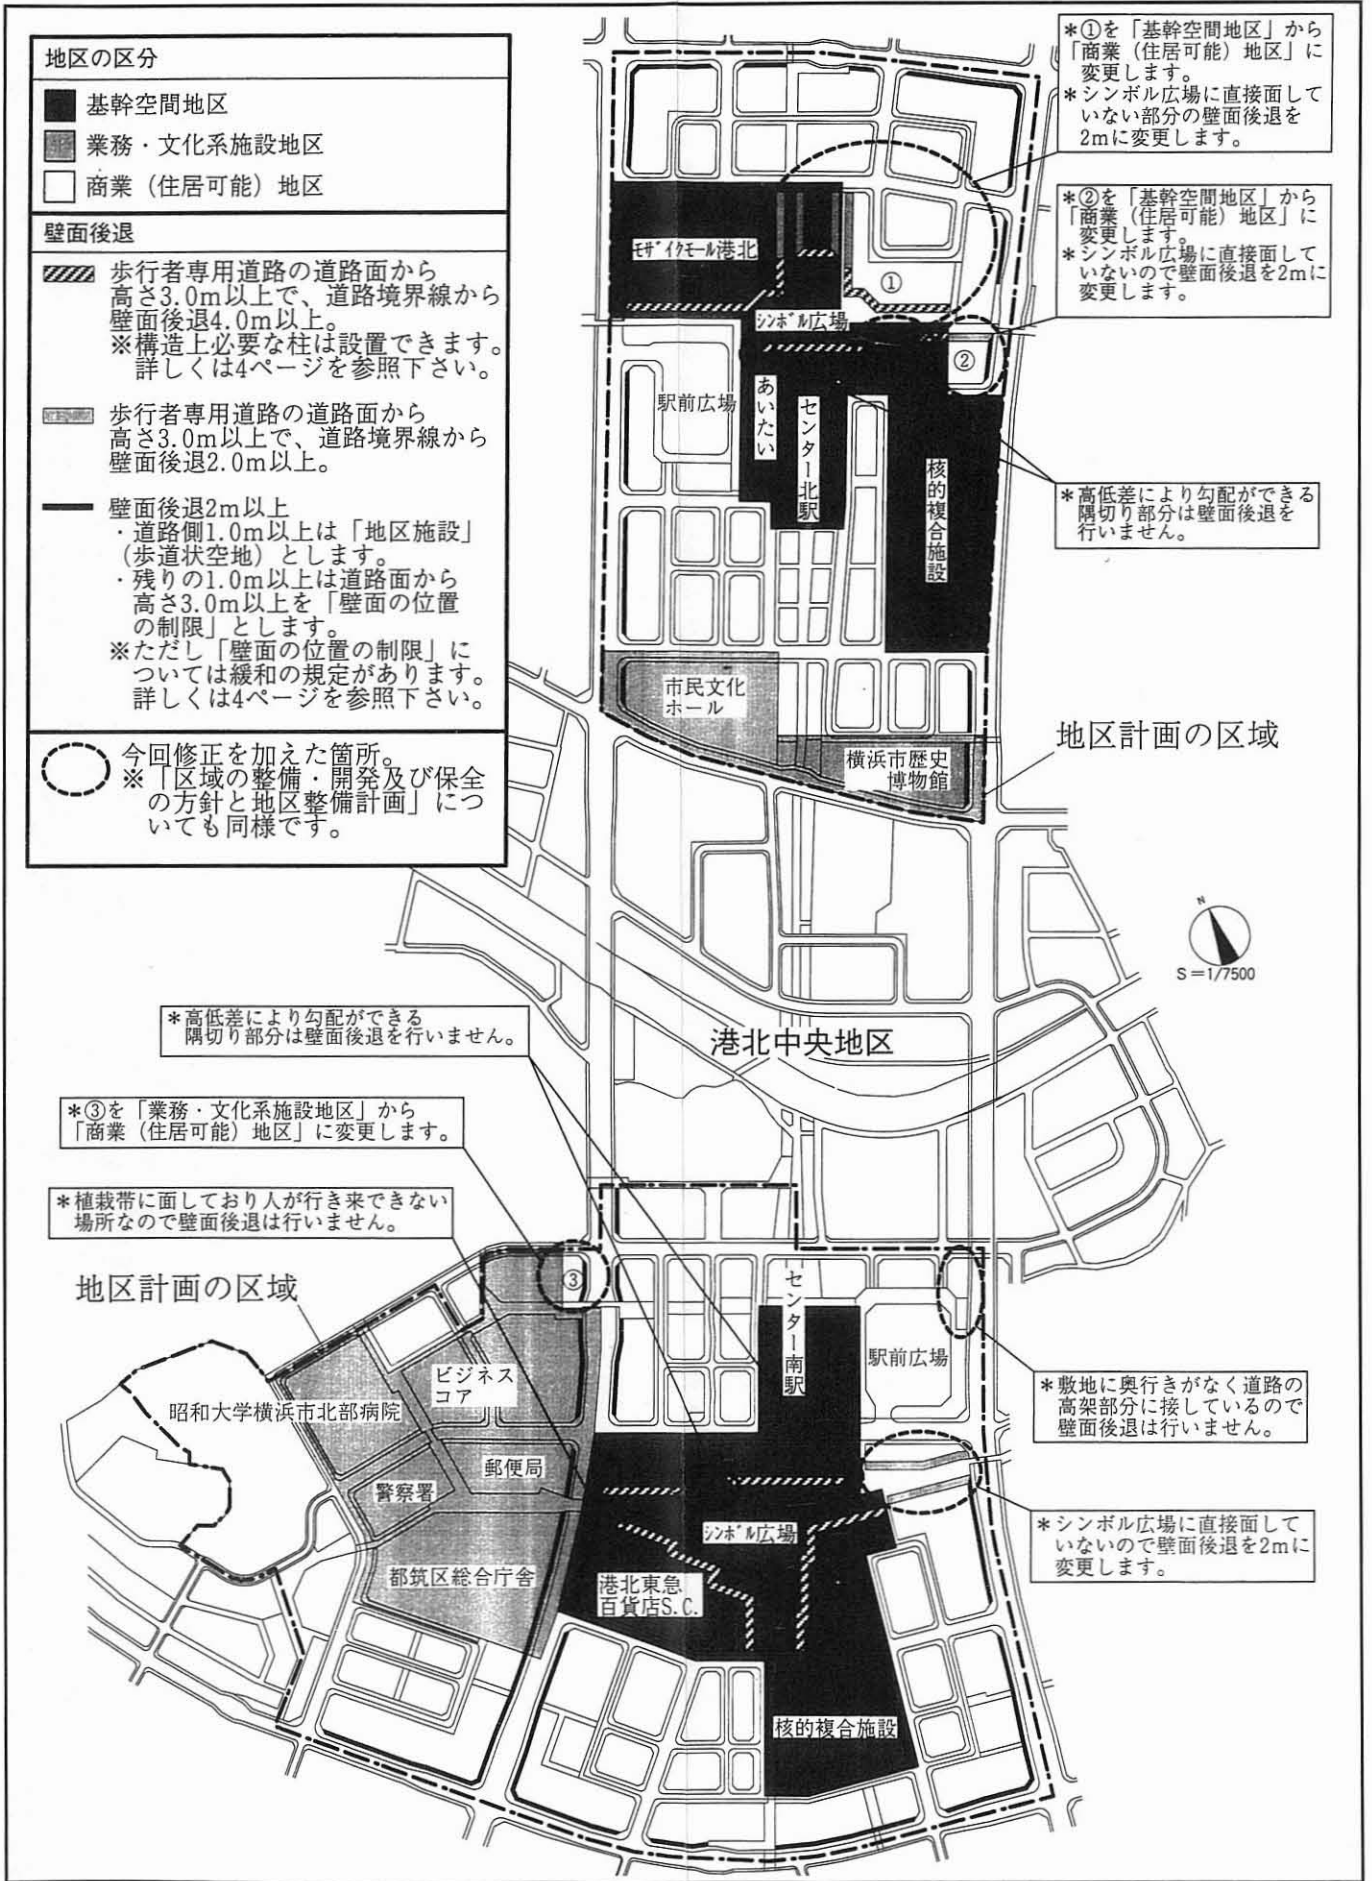 地区の区分
基幹空間地区
業務・文化系施設地区
商業（住居可能）地区
壁面後退
歩行者専用道路の道路面から
高さ3.0m以上で、道路境界線から
壁面後退4.0m以上。
※構造上必要な柱は設置できます。
詳しくは4ページを参照下さい。
歩行者専用道路の道路面から
高さ3.0m以上で、道路境界線から
壁面後退2.0m以上。
壁面後退2m以上
・道路側1.0m以上は「地区施設」
（歩道状空地）とします。
・残りの1.0m以上は道路面から
高さ3.0m以上を「壁面の位置
の制限」とします。
※ただし「壁面の位置の制限」に
ついては緩和の規定があります。
詳しくは4ページを参照下さい。
今回修正を加えた箇所。
※「区域の整備・開発及び保全
の方針と地区整備計画」につ
いても同様です。
＊①を「基幹空間地区」から
「商業（住居可能）地区」に
変更します。
＊シンボル広場に直接面して
いない部分の壁面後退を
2mに変更します。
＊②を「基幹空間地区」から
「商業（住居可能）地区」に
変更します。
＊シンボル広場に直接面して
いないので壁面後退を2mに
変更します。
モザイクモール港北
①
シンボル広場
②
駅前広場
あいたい
センター北駅
核的複合施設
＊高低差により勾配ができる
隅切り部分は壁面後退を
行いません。
市民文化
ホール
横浜市歴史
博物館
地区計画の区域
N
S＝1/7500
港北中央地区
＊高低差により勾配ができる
隅切り部分は壁面後退を行いません。
＊③を「業務・文化系施設地区」から
「商業（住居可能）地区」に変更します。
＊植栽帯に面しており人が行き来できない
場所なので壁面後退は行いません。
地区計画の区域
③
センター南駅
駅前広場
ビジネス
コア
昭和大学横浜市北部病院
郵便局
警察署
都筑区総合庁舎
シンボル広場
港北東急
百貨店S.C.
核的複合施設
＊敷地に奥行きがなく道路の
高架部分に接しているので
壁面後退は行いません。
＊シンボル広場に直接面して
いないので壁面後退を2mに
変更します。